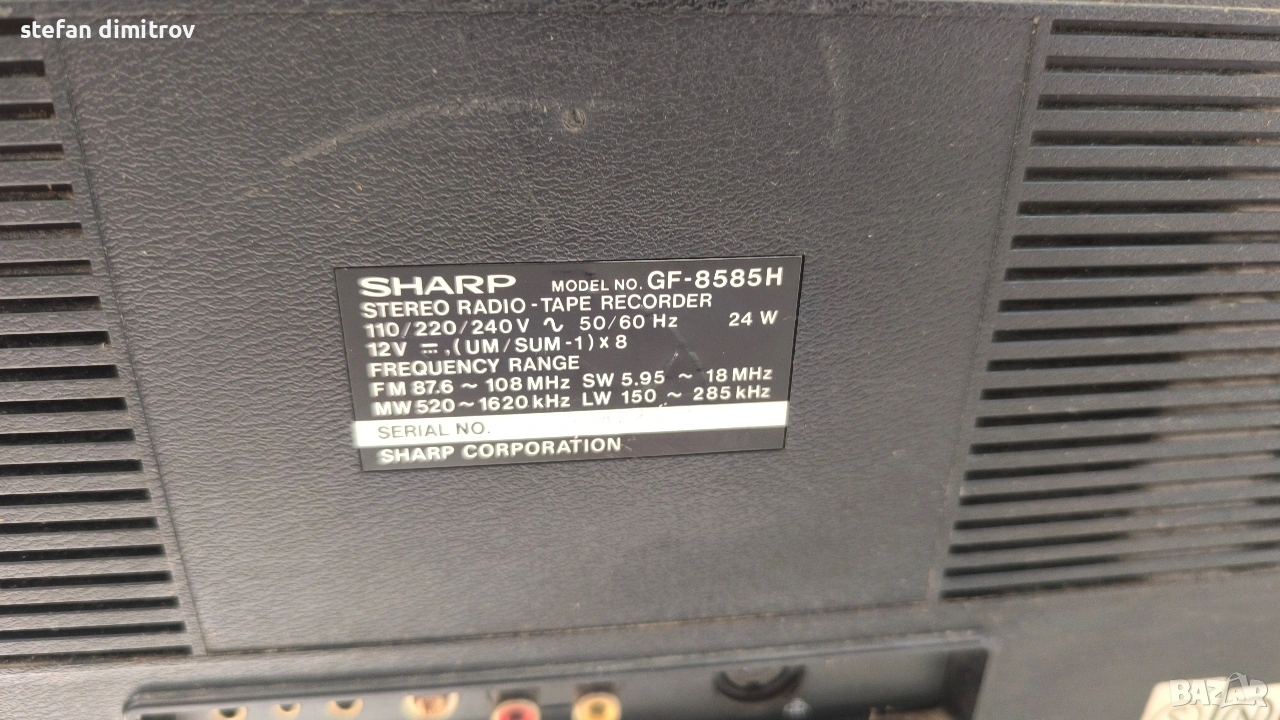 stefan dimitrov
SHARP MODEL NO. GF-8585H
STEREO RADIO-TAPE RECORDER
110/220/240V ∿ 50/60 Hz 24 W
12V ⎓,(UM/SUM-1)x8
FREQUENCY RANGE
FM 87.6 ~ 108 MHz SW 5.95 ~ 18 MHz
MW 520~1620 kHz LW 150 ~ 285 kHz
SERIAL NO.
SHARP CORPORATION
BAZAR